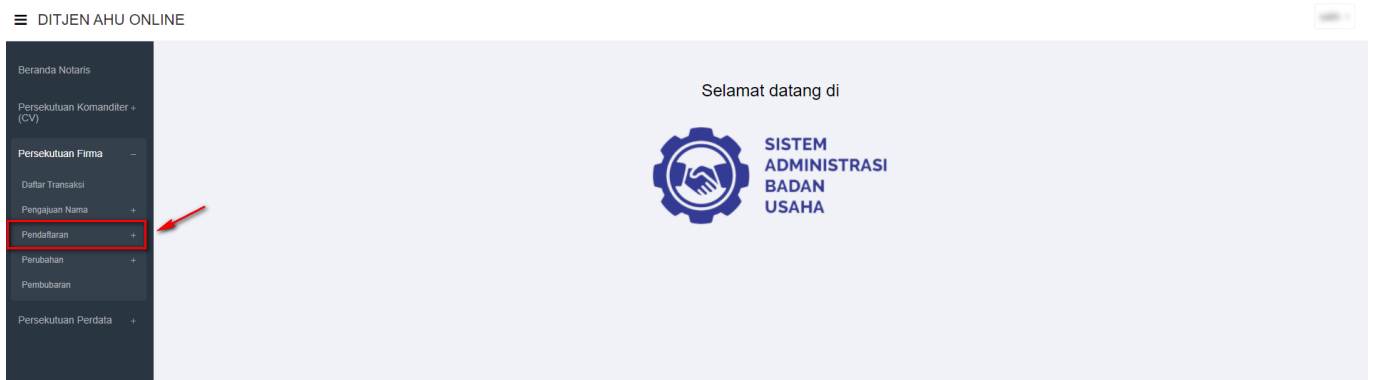 ☰ DITJEN AHU ONLINE
Beranda Notaris
Persekutuan Komanditer +
(CV)
Persekutuan Firma −
Daftar Transaksi
Pengajuan Nama +
Pendaftaran +
Perubahan +
Pembubaran
Persekutuan Perdata +
Selamat datang di
SISTEM
ADMINISTRASI
BADAN
USAHA